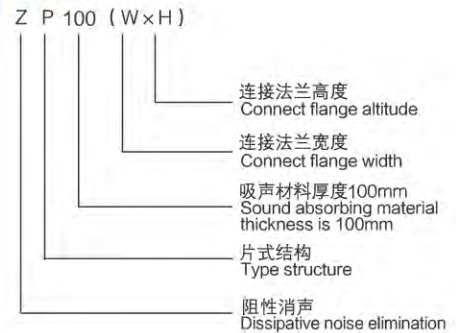 Z P 100 (W×H)
连接法兰高度
Connect flange altitude
连接法兰宽度
Connect flange width
吸声材料厚度100mm
Sound absorbing material
thickness is 100mm
片式结构
Type structure
阻性消声
Dissipative noise elimination